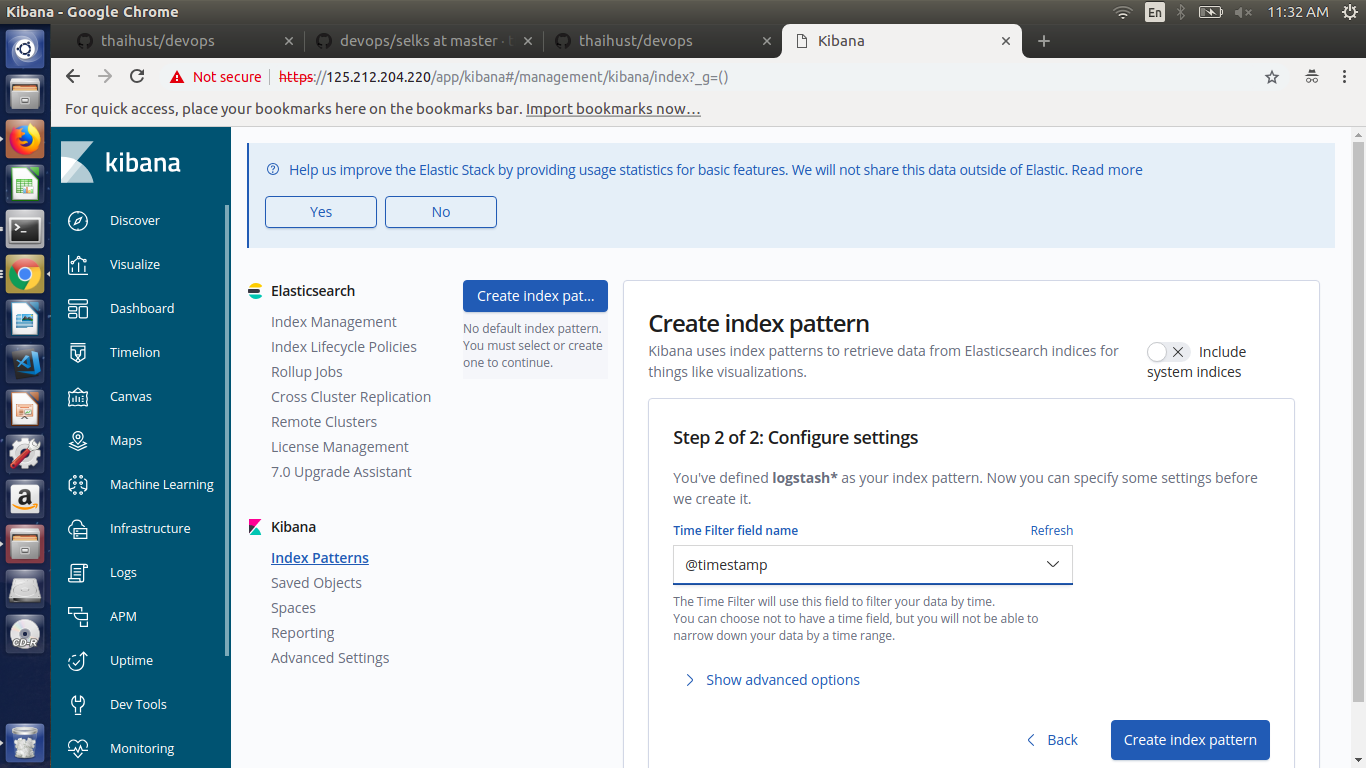 Kibana - Google Chrome
En
11:32 AM
thaihust/devops
devops/selks at master · t
thaihust/devops
Kibana
Not secure
https://125.212.204.220/app/kibana#/management/kibana/index?_g=()
For quick access, place your bookmarks here on the bookmarks bar. Import bookmarks now…
kibana
Discover
Visualize
Dashboard
Timelion
Canvas
Maps
Machine Learning
Infrastructure
Logs
APM
Uptime
Dev Tools
Monitoring
Help us improve the Elastic Stack by providing usage statistics for basic features. We will not share this data outside of Elastic. Read more
Yes
No
Elasticsearch
Index Management
Index Lifecycle Policies
Rollup Jobs
Cross Cluster Replication
Remote Clusters
License Management
7.0 Upgrade Assistant
Kibana
Index Patterns
Saved Objects
Spaces
Reporting
Advanced Settings
Create index pat...
No default index pattern.
You must select or create
one to continue.
Create index pattern
Kibana uses index patterns to retrieve data from Elasticsearch indices for
things like visualizations.
Include
system indices
Step 2 of 2: Configure settings
You've defined logstash* as your index pattern. Now you can specify some settings before
we create it.
Time Filter field name
Refresh
@timestamp
The Time Filter will use this field to filter your data by time.
You can choose not to have a time field, but you will not be able to
narrow down your data by a time range.
Show advanced options
Back
Create index pattern
CD-R